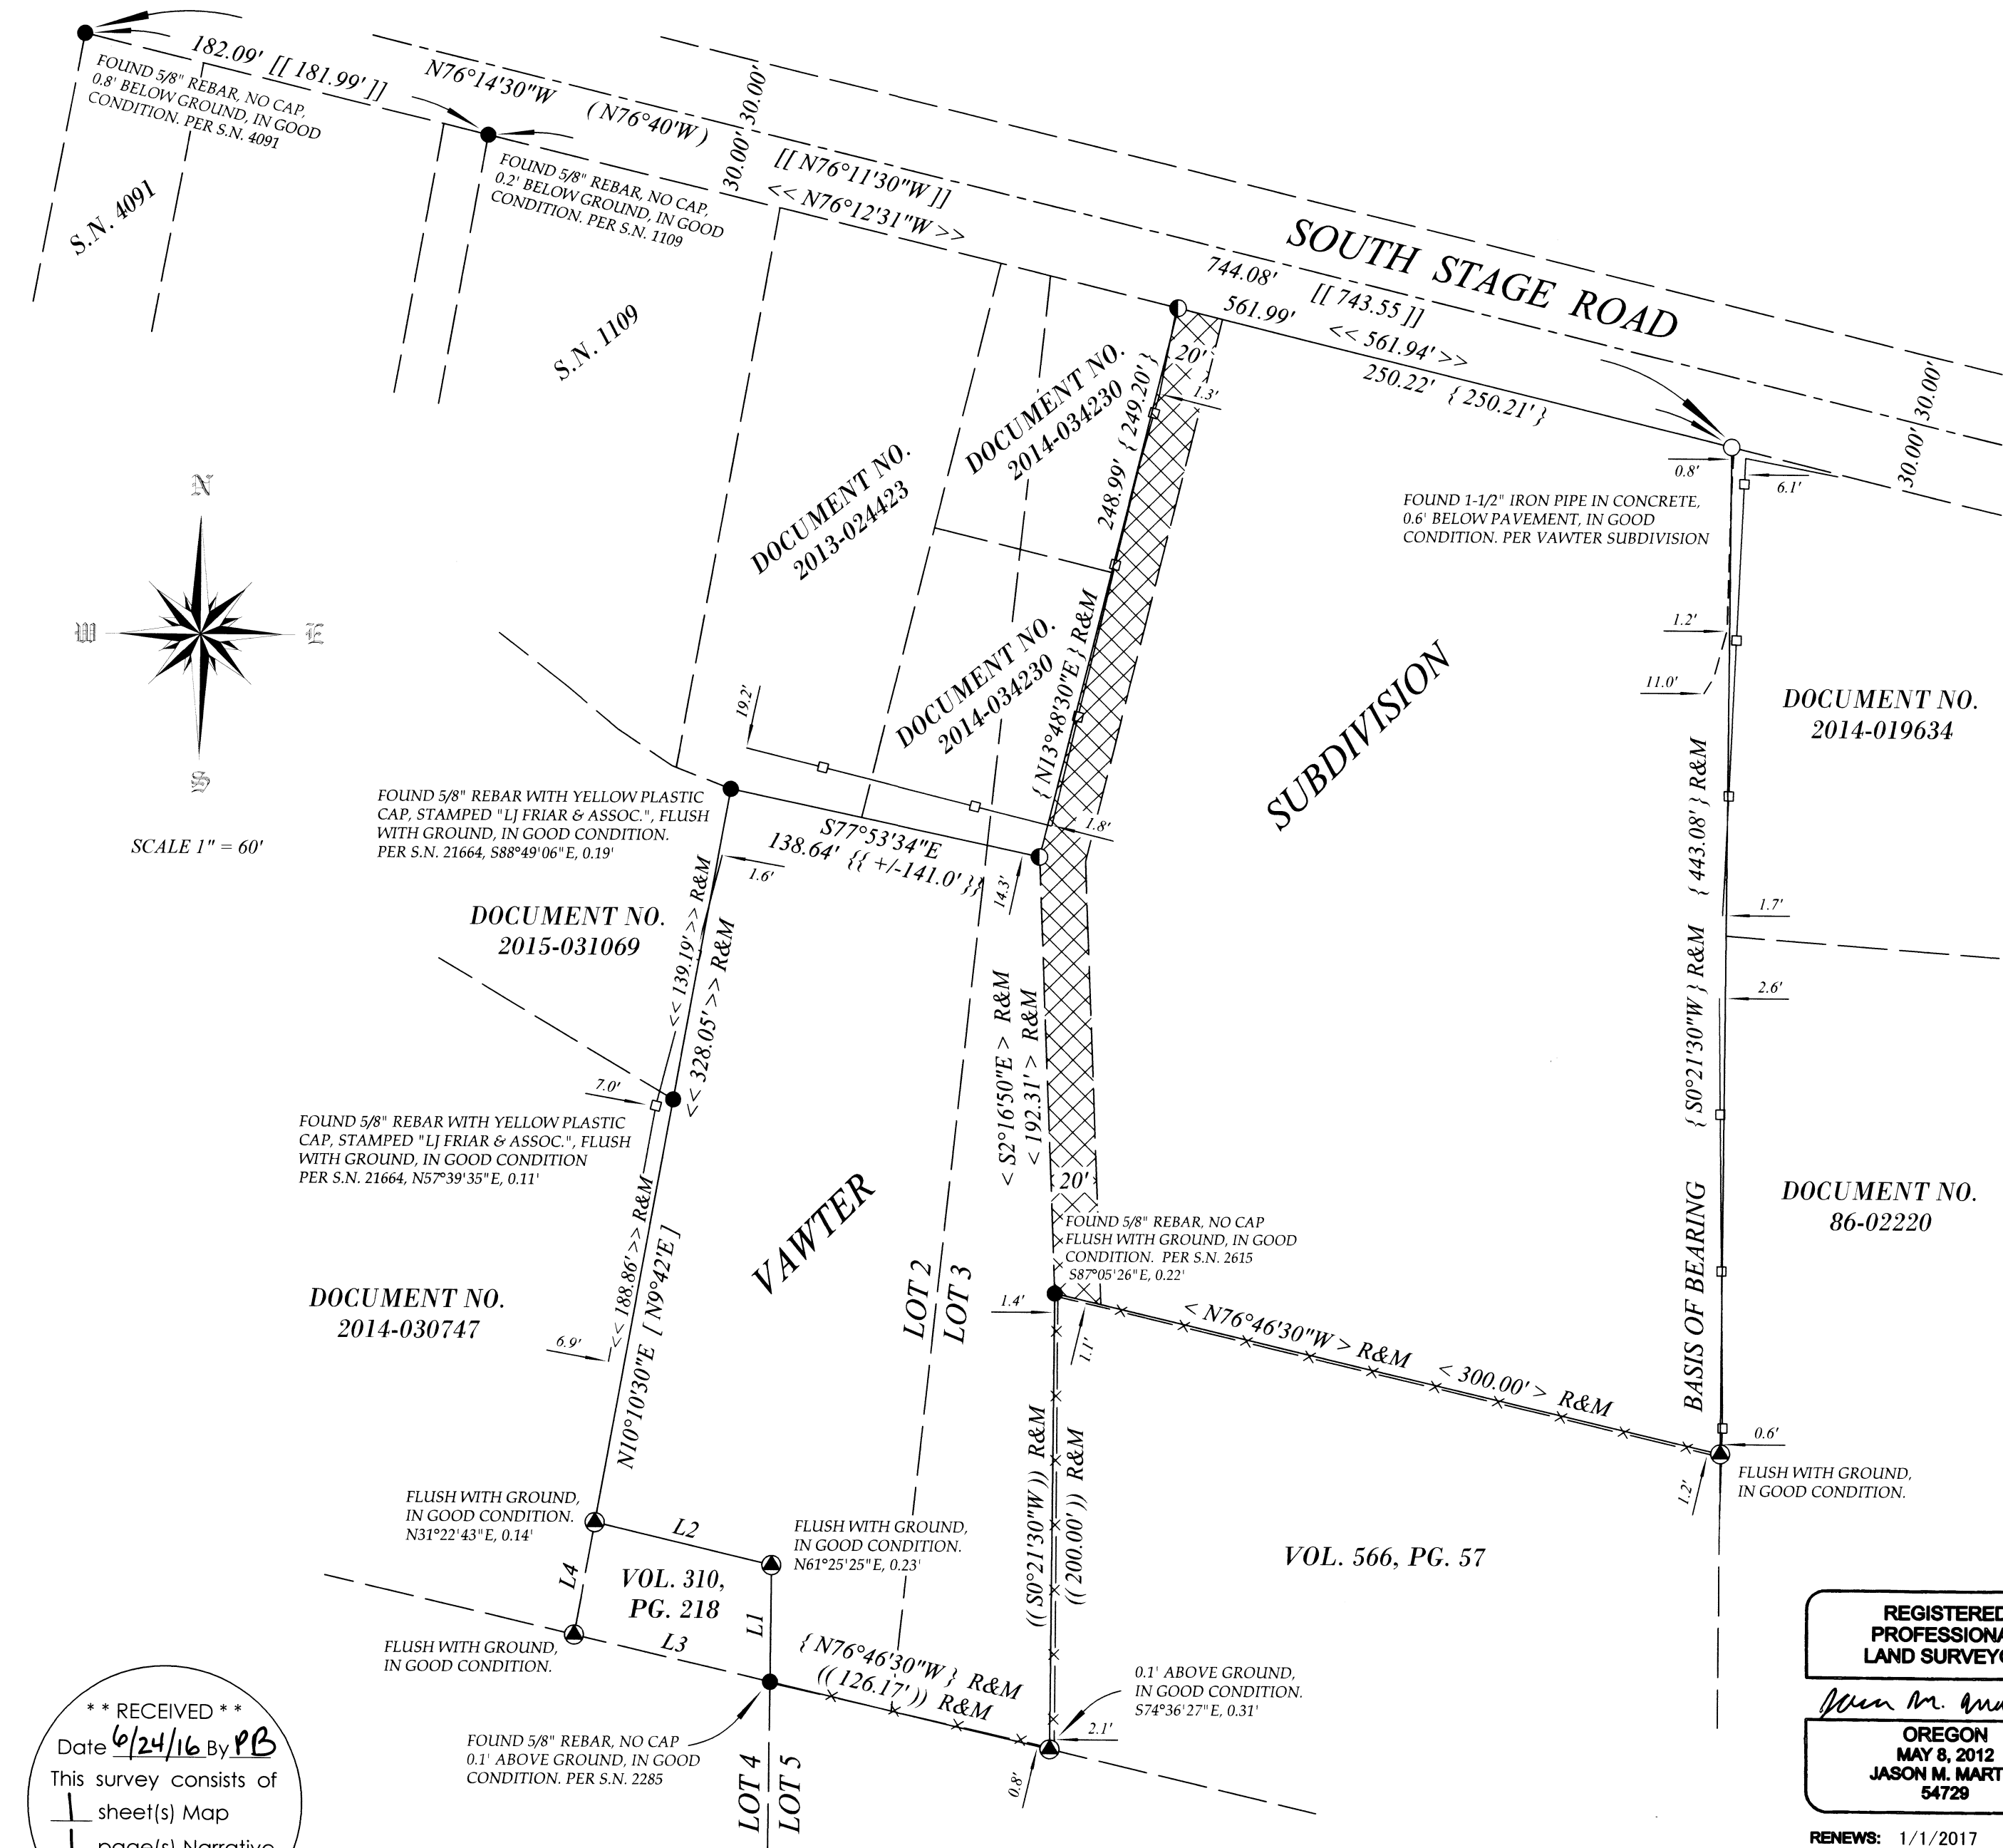 182.09' [[ 181.99' ]]
FOUND 5/8" REBAR, NO CAP,
0.8' BELOW GROUND, IN GOOD
CONDITION. PER S.N. 4091
S.N. 4091
N76°14'30"W
( N76°40'W )
[[ N76°11'30"W ]]
<< N76°12'31"W >>
30.00'
30.00'
FOUND 5/8" REBAR, NO CAP,
0.2' BELOW GROUND, IN GOOD
CONDITION. PER S.N. 1109
S.N. 1109
SOUTH STAGE ROAD
744.08' [[ 743.55 ]]
561.99' << 561.94' >>
250.22' { 250.21' }
30.00'
30.00'
20'
1.3'
DOCUMENT NO.
2014-034230
DOCUMENT NO.
2013-024423
248.99' { 249.20' }
{ N13°48'30"E } R&M
DOCUMENT NO.
2014-034230
0.8'
6.1'
FOUND 1-1/2" IRON PIPE IN CONCRETE,
0.6' BELOW PAVEMENT, IN GOOD
CONDITION. PER VAWTER SUBDIVISION
1.2'
11.0'
DOCUMENT NO.
2014-019634
N
W
E
S
SCALE 1" = 60'
SUBDIVISION
19.2'
FOUND 5/8" REBAR WITH YELLOW PLASTIC
CAP, STAMPED "LJ FRIAR & ASSOC.", FLUSH
WITH GROUND, IN GOOD CONDITION.
PER S.N. 21664, S88°49'06"E, 0.19'
S77°53'34"E
138.64' {{ +/-141.0' }}
1.8'
14.3'
1.6'
DOCUMENT NO.
2015-031069
<< 139.19' >> R&M
<< 328.05' >> R&M
{ 443.08' } R&M
{ S0°21'30"W } R&M
BASIS OF BEARING
1.7'
2.6'
< S2°16'50"E > R&M
< 192.31' > R&M
7.0'
FOUND 5/8" REBAR WITH YELLOW PLASTIC
CAP, STAMPED "LJ FRIAR & ASSOC.", FLUSH
WITH GROUND, IN GOOD CONDITION
PER S.N. 21664, N57°39'35"E, 0.11'
20'
DOCUMENT NO.
86-02220
VAWTER
FOUND 5/8" REBAR, NO CAP
FLUSH WITH GROUND, IN GOOD
CONDITION. PER S.N. 2615
S87°05'26"E, 0.22'
<< 188.86' >> R&M
N10°10'30"E [ N9°42'E ]
DOCUMENT NO.
2014-030747
6.9'
LOT 2
LOT 3
1.4'
1.1'
< N76°46'30"W > R&M < 300.00' > R&M
0.6'
1.2'
FLUSH WITH GROUND,
IN GOOD CONDITION.
(( S0°21'30"W )) R&M
(( 200.00' )) R&M
FLUSH WITH GROUND,
IN GOOD CONDITION.
N31°22'43"E, 0.14'
L2
FLUSH WITH GROUND,
IN GOOD CONDITION.
N61°25'25"E, 0.23'
VOL. 566, PG. 57
L4
VOL. 310,
PG. 218
L1
L3
FLUSH WITH GROUND,
IN GOOD CONDITION.
{ N76°46'30"W } R&M
(( 126.17' )) R&M
0.1' ABOVE GROUND,
IN GOOD CONDITION.
S74°36'27"E, 0.31'
2.1'
0.8'
FOUND 5/8" REBAR, NO CAP
0.1' ABOVE GROUND, IN GOOD
CONDITION. PER S.N. 2285
LOT 4
LOT 5
* * RECEIVED * *
Date 6/24/16 By PB
This survey consists of
1 sheet(s) Map
1 page(s) Narrative
REGISTERED
PROFESSIONA
LAND SURVEY
OREGON
MAY 8, 2012
JASON M. MART
54729
RENEWS: 1/1/2017